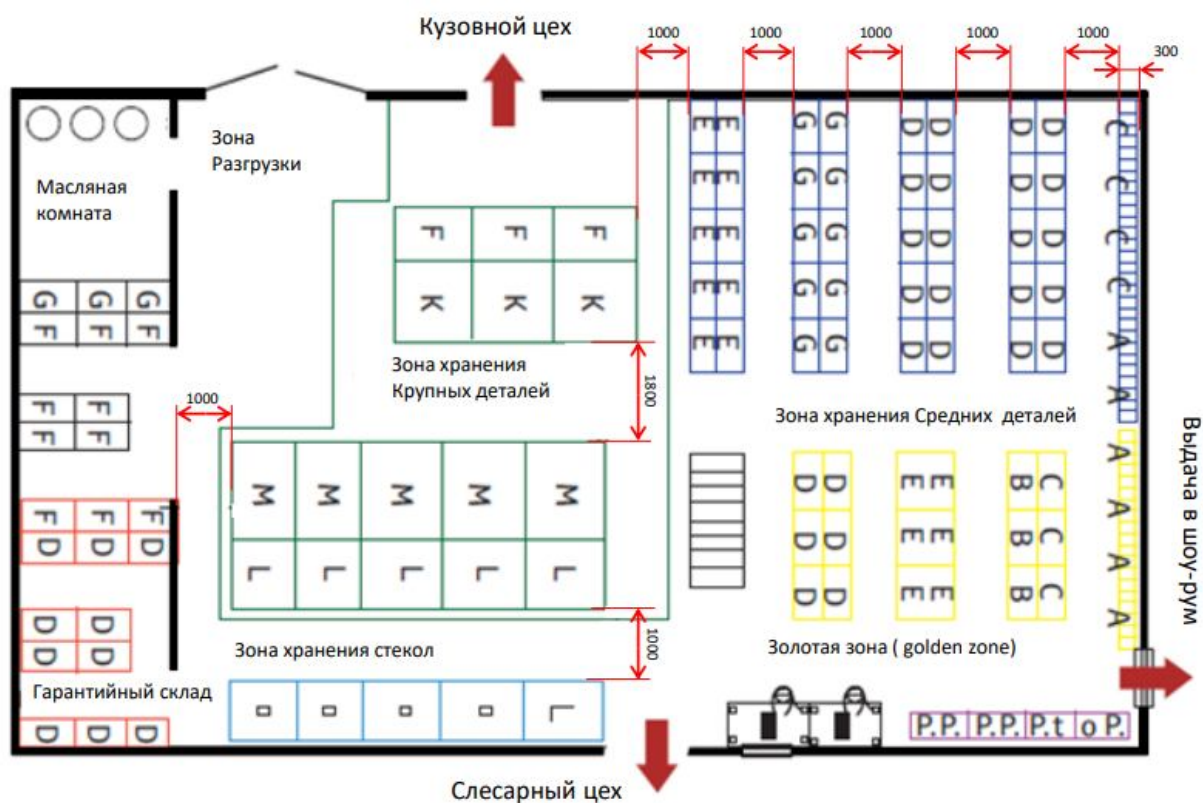 Кузовной цех
1000
1000
1000
1000
1000
300
Зона
Разгрузки
Масляная
комната
E E G G D D D D C
E E G G D D D D C
F F F E E G G D D D D C
G G G K K K E E G G D D D D C
F F F E E G G D D D D A
Зона хранения
Крупных деталей
1800
1000
F F A
F F
Зона хранения Средних деталей
A
M M M M M D D E E B C
F F F A
D D D D D E E B C A
L L L L L D D E E B C
D D A
D D
1000
Зона хранения стекол
Золотая зона ( golden zone)
Выдача в шоу-рум
Гарантийный склад
D D D
L
P.P. P.P. P.t o P.
Слесарный цех